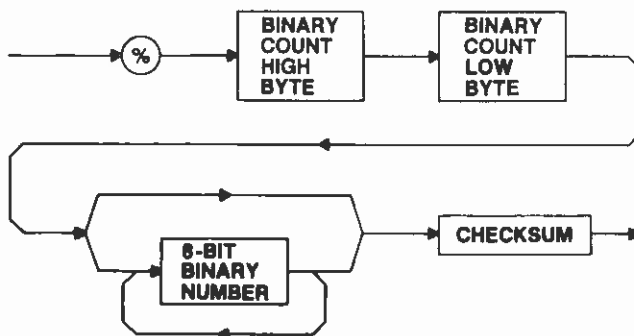 %
BINARY
COUNT
HIGH
BYTE
BINARY
COUNT
LOW
BYTE
8-BIT
BINARY
NUMBER
CHECKSUM